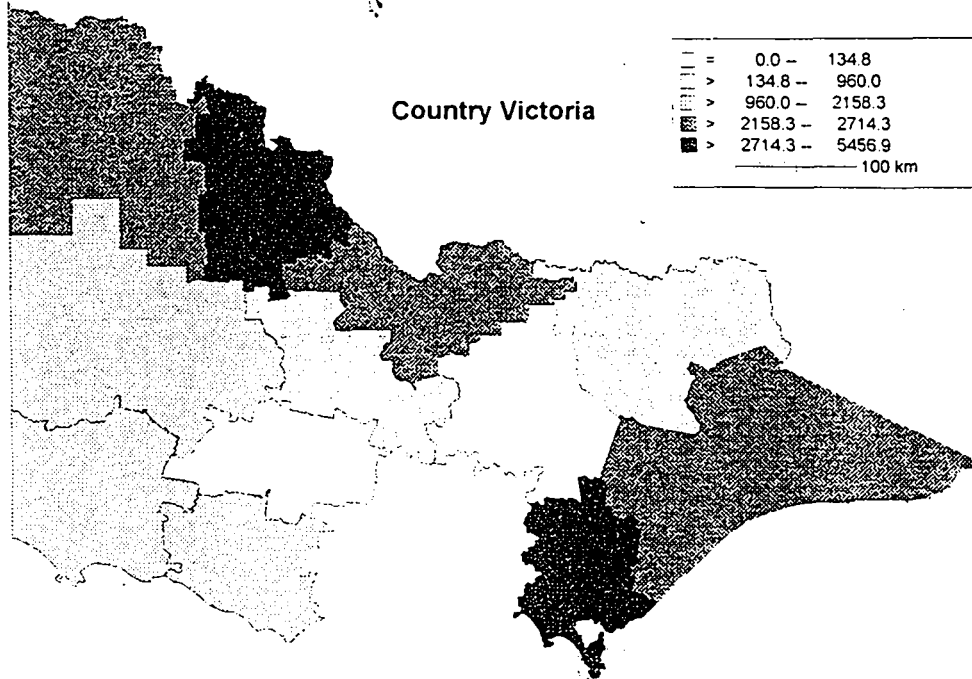 Country Victoria
= 0.0 – 134.8
> 134.8 – 960.0
> 960.0 – 2158.3
> 2158.3 – 2714.3
> 2714.3 – 5456.9
100 km